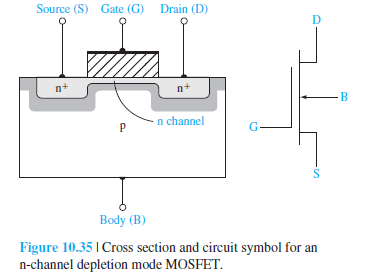 Source (S) Gate (G) Drain (D)
D
n+ n+
B
n channel
p
G
S
Body (B)
Figure 10.35 | Cross section and circuit symbol for an
n-channel depletion mode MOSFET.